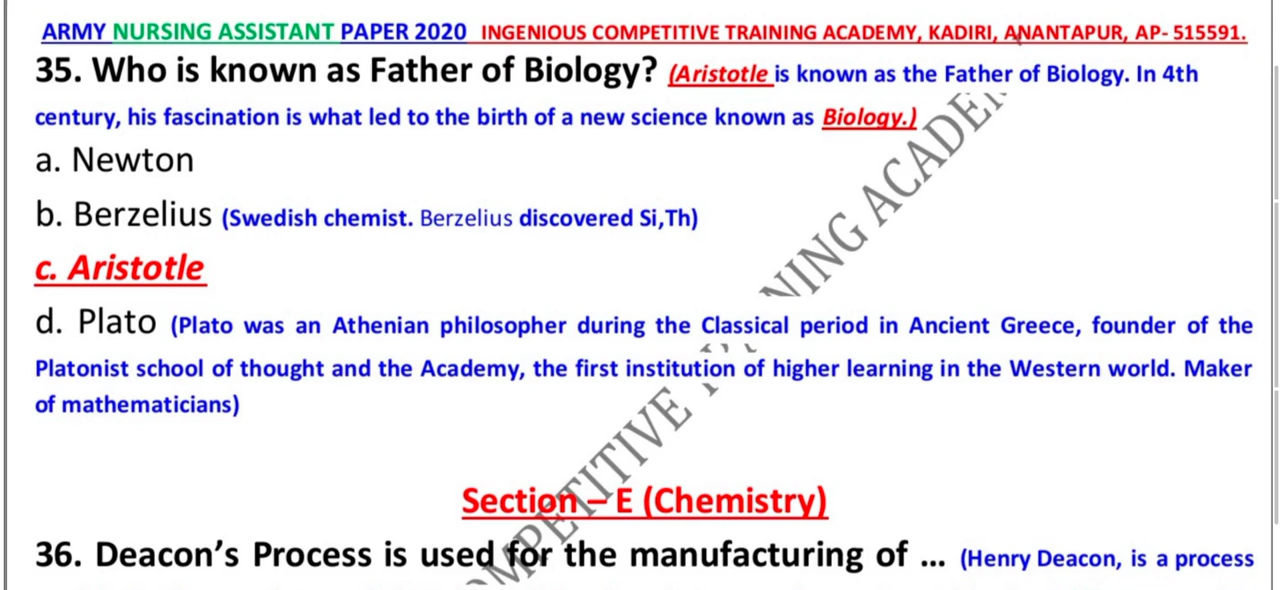 ARMY NURSING ASSISTANT PAPER 2020 INGENIOUS COMPETITIVE TRAINING ACADEMY, KADIRI, ANANTAPUR, AP- 515591.
35. Who is known as Father of Biology? (Aristotle is known as the Father of Biology. In 4th
century, his fascination is what led to the birth of a new science known as Biology.)
a. Newton
b. Berzelius (Swedish chemist. Berzelius discovered Si,Th)
c. Aristotle
d. Plato (Plato was an Athenian philosopher during the Classical period in Ancient Greece, founder of the
Platonist school of thought and the Academy, the first institution of higher learning in the Western world. Maker
of mathematicians)
Section – E (Chemistry)
36. Deacon's Process is used for the manufacturing of ... (Henry Deacon, is a process